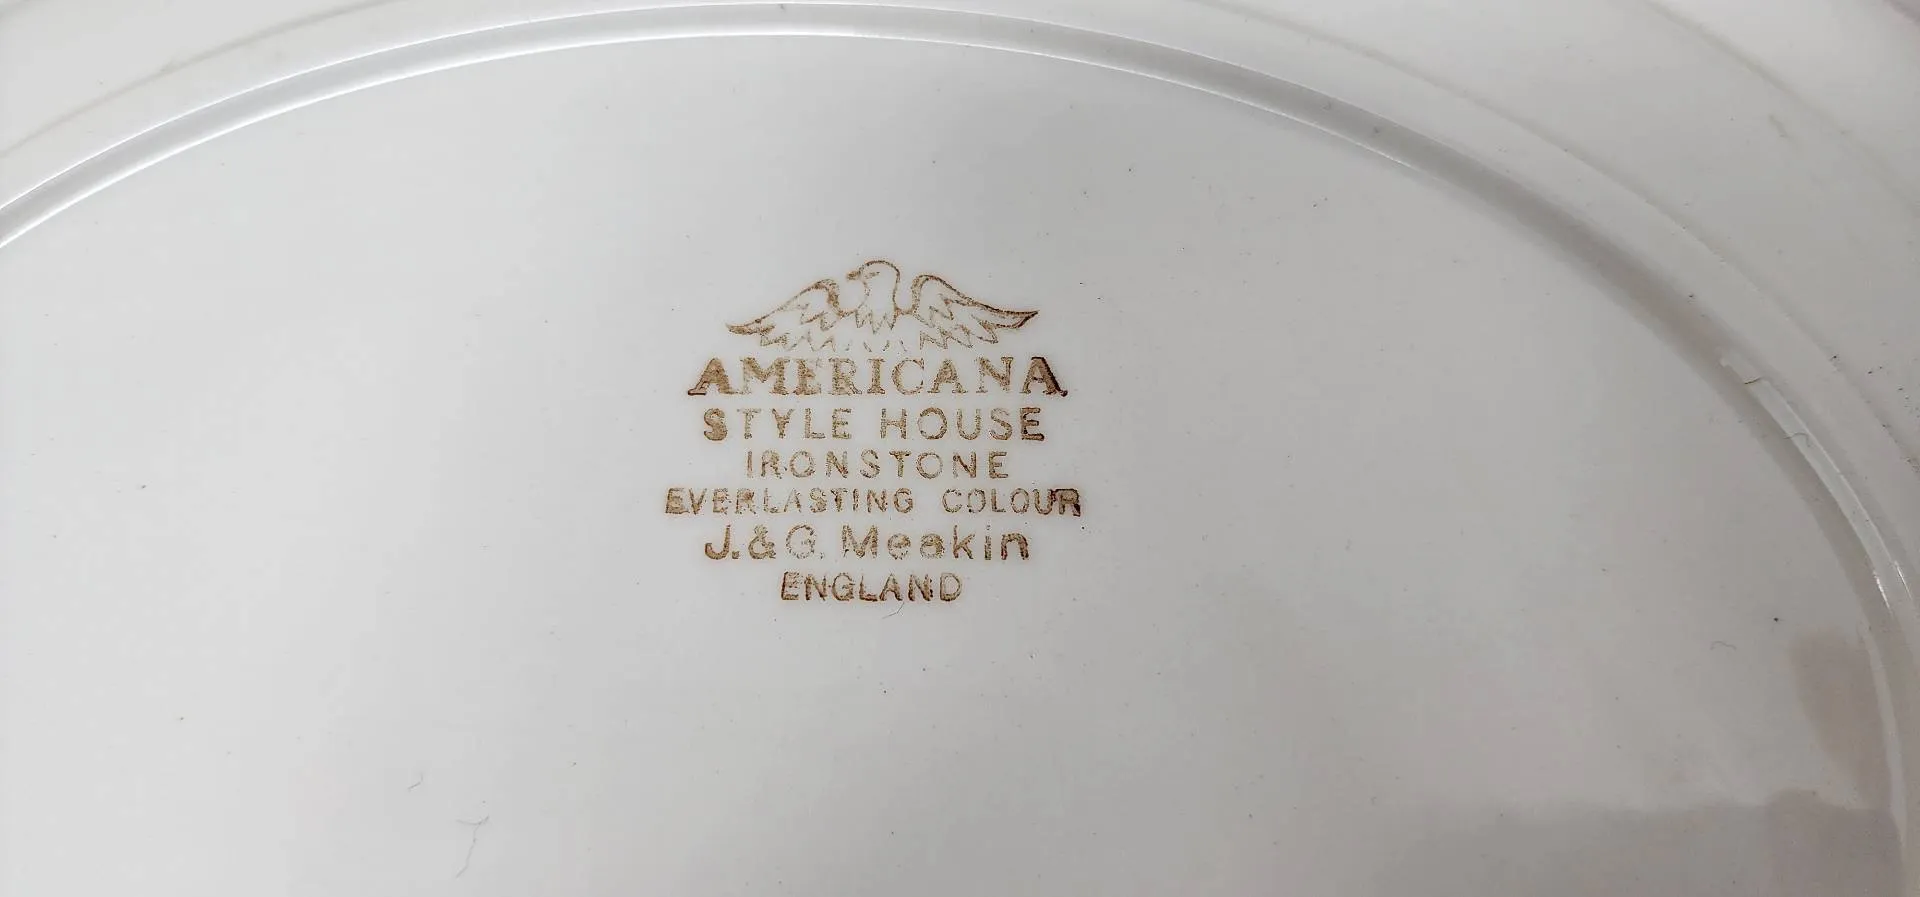 AMERICANA
STYLE HOUSE
IRONSTONE
EVERLASTING COLOUR
J.&G. Meakin
ENGLAND